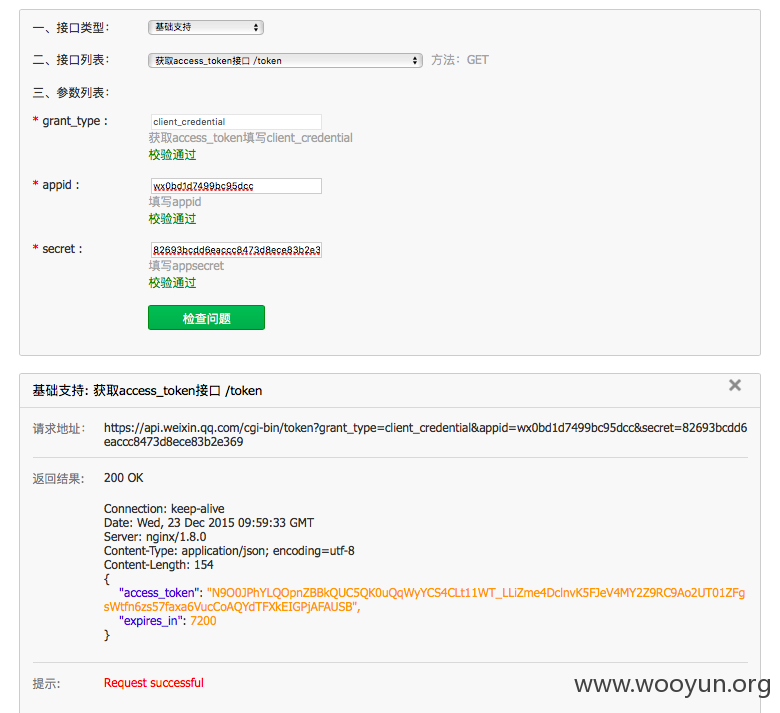 一、接口类型： 基础支持
二、接口列表： 获取access_token接口 /token 方法：GET
三、参数列表：
* grant_type : client_credential
获取access_token填写client_credential
校验通过
* appid : wx0bd1d7499bc95dcc
填写appid
校验通过
* secret : 82693bcdd6eaccc8473d8ece83b2e3
填写appsecret
校验通过
检查问题
基础支持: 获取access_token接口 /token
请求地址: https://api.weixin.qq.com/cgi-bin/token?grant_type=client_credential&appid=wx0bd1d7499bc95dcc&secret=82693bcdd6
eaccc8473d8ece83b2e369
返回结果: 200 OK
Connection: keep-alive
Date: Wed, 23 Dec 2015 09:59:33 GMT
Server: nginx/1.8.0
Content-Type: application/json; encoding=utf-8
Content-Length: 154
{
"access_token": "N9O0JPhYLQOpnZBBkQUC5QK0uQqWyYCS4CLt11WT_LLiZme4DclnvK5FJeV4MY2Z9RC9Ao2UT01ZFg
sWtfn6zs57faxa6VucCoAQYdTFXkEIGPjAFAUSB",
"expires_in": 7200
}
提示: Request successful
www.wooyun.org